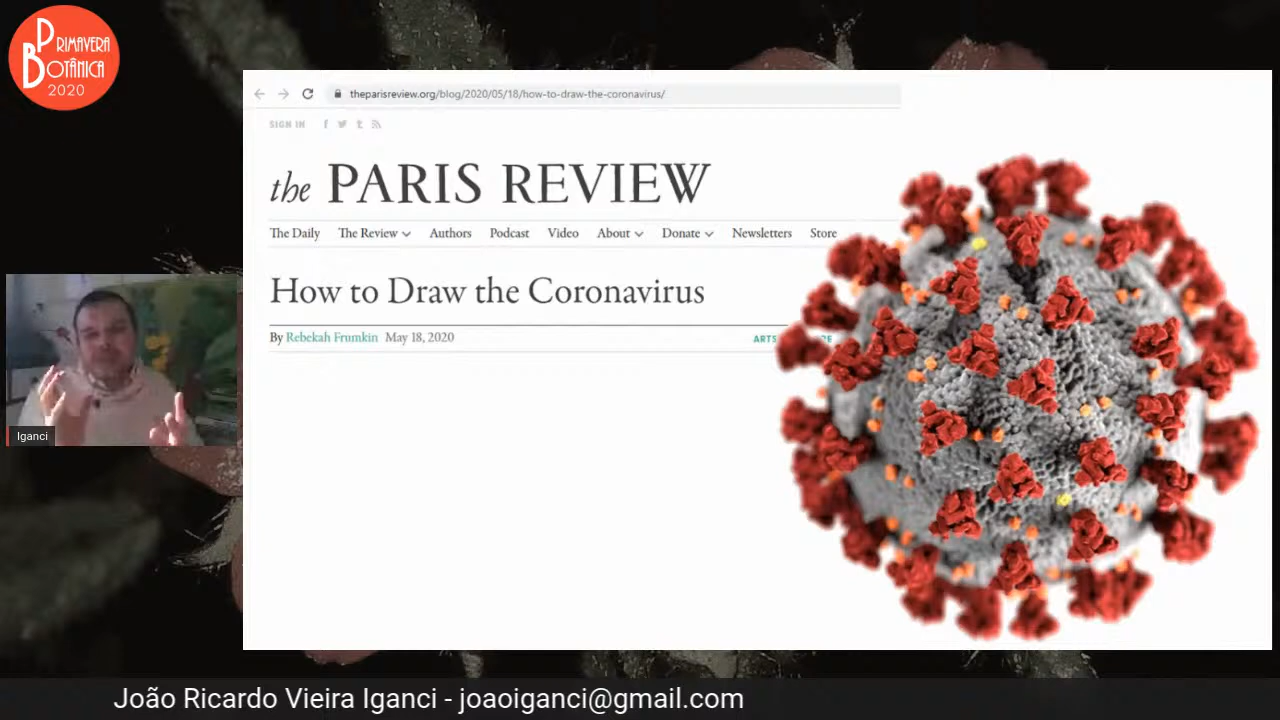 PRIMAVERA
BOTÂNICA
2020
theparisreview.org/blog/2020/05/18/how-to-draw-the-coronavirus/
SIGN IN
the PARIS REVIEW
The Daily The Review Authors Podcast Video About Donate Newsletters Store
How to Draw the Coronavirus
By Rebekah Frumkin May 18, 2020
ARTS
Iganci
João Ricardo Vieira Iganci - joaoiganci@gmail.com